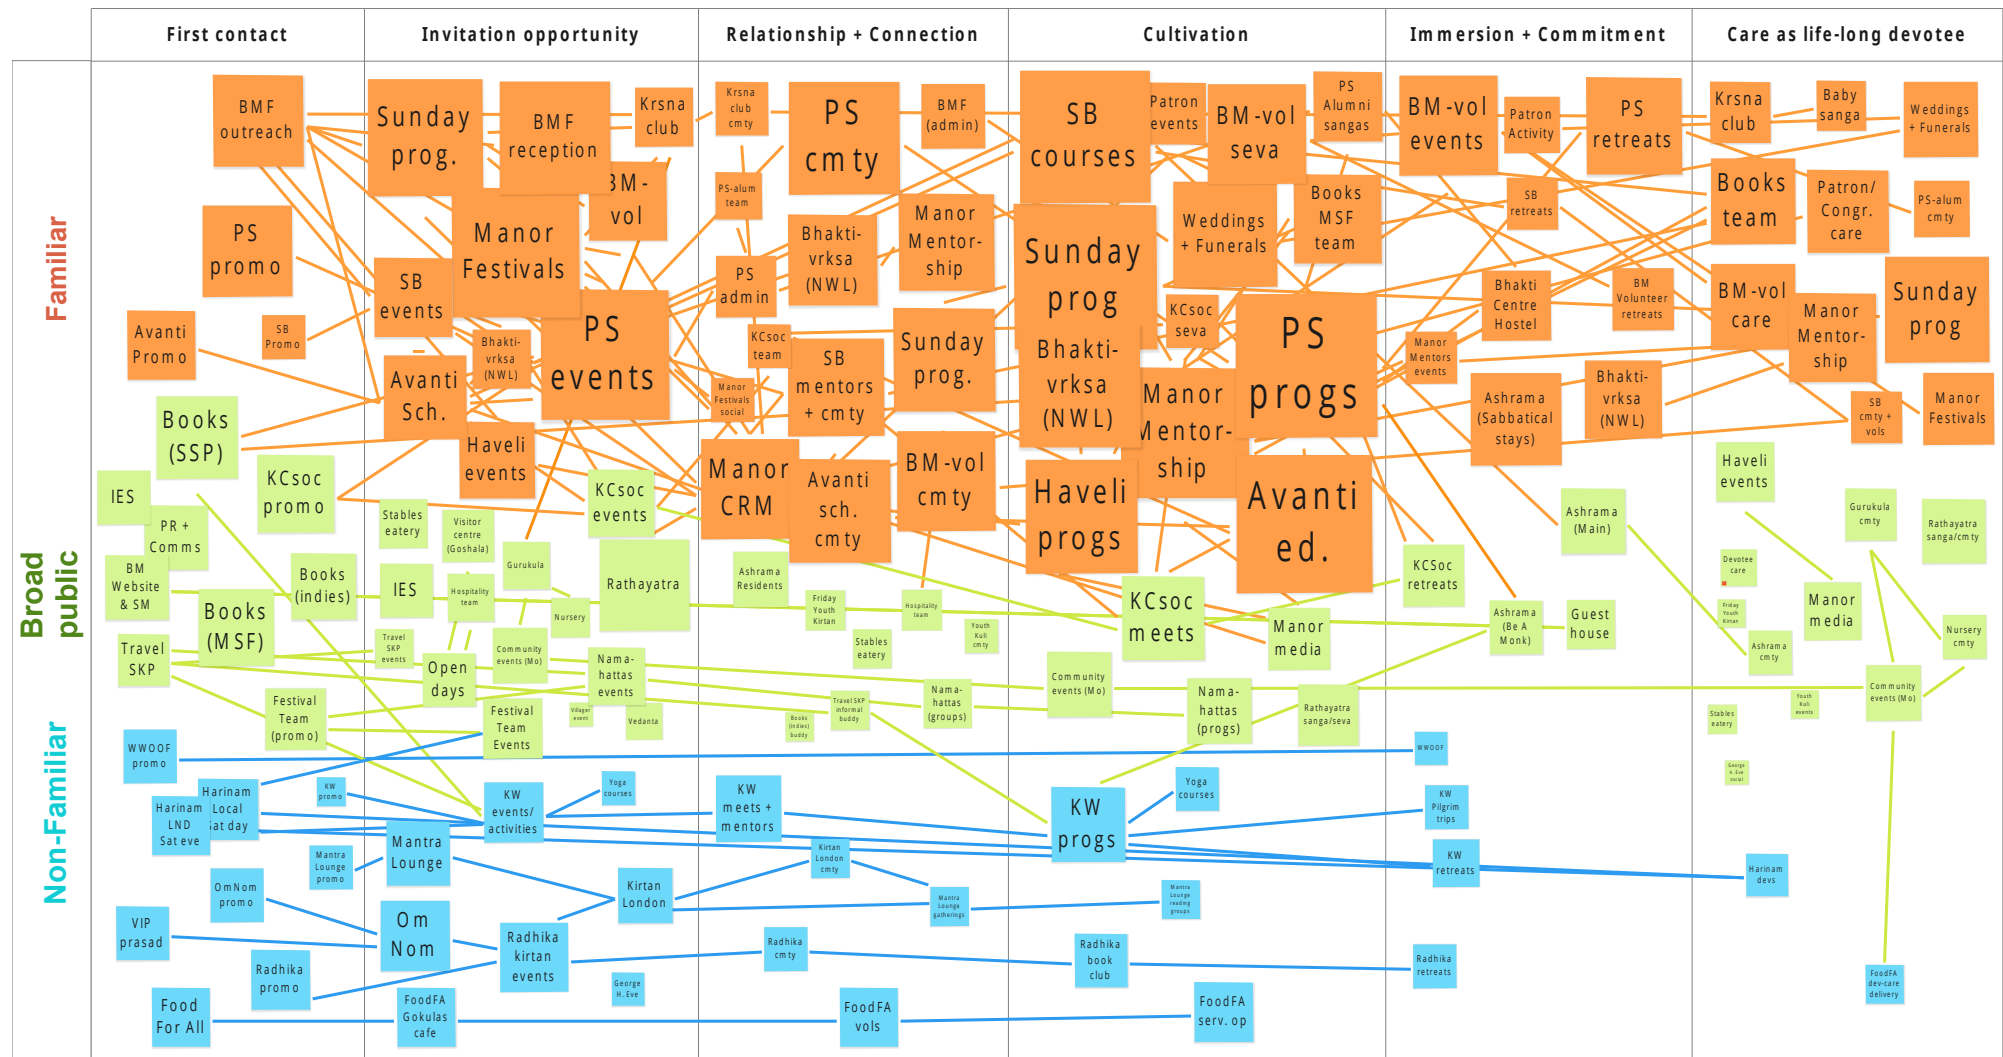 First contact
Invitation opportunity
Relationship + Connection
Cultivation
Immersion + Commitment
Care as life-long devotee
Familiar
Broad
public
Non-Familiar
BMF
outreach
PS
promo
Avanti
Promo
SB
Promo
Books
(SSP)
KCsoc
promo
IES
PR +
Comms
BM
Website
& SM
Books
(indies)
Books
(MSF)
Travel
SKP
Festival
Team
(promo)
WWOOF
promo
Harinam
Local
Sat day
Harinam
LND
Sat eve
KW
promo
Mantra
Lounge
promo
OmNom
promo
VIP
prasad
Radhika
promo
Food
For All
Sunday
prog.
BMF
reception
Krsna
club
BM-
vol
Manor
Festivals
SB
events
PS
events
Bhakti-
vrksa
(NWL)
Avanti
Sch.
Haveli
events
KCsoc
events
Stables
eatery
Visitor
centre
(Goshala)
Gurukula
Rathayatra
IES
Hospitality
team
Nursery
Travel
SKP
events
Open
days
Community
events (Mo)
Nama-
hattas
events
Festival
Team
Events
Villager
event
Vedanta
KW
events/
activities
Yoga
courses
Mantra
Lounge
Kirtan
London
Om
Nom
Radhika
kirtan
events
George
H. Eve
FoodFA
Gokulas
cafe
Krsna
club
cmty
PS
cmty
BMF
(admin)
PS-alum
team
Bhakti-
vrksa
(NWL)
Manor
Mentor-
ship
PS
admin
KCsoc
team
SB
mentors
+ cmty
Sunday
prog.
Manor
Festivals
social
Manor
CRM
Avanti
sch.
cmty
BM-vol
cmty
Ashrama
Residents
Friday
Youth
Kirtan
Hospitality
team
Stables
eatery
Youth
Kuli
cmty
Travel SKP
informal
buddy
Books
(indies)
buddy
Nama-
hattas
(groups)
KW
meets +
mentors
Kirtan
London
cmty
Mantra
Lounge
gatherings
Radhika
cmty
FoodFA
vols
SB
courses
Patron
events
BM-vol
seva
PS
Alumni
sangas
Weddings
+ Funerals
Books
MSF
team
Sunday
prog
Bhakti-
vrksa
(NWL)
KCsoc
seva
PS
progs
Manor
Mentor-
ship
Haveli
progs
Avanti
ed.
KCsoc
meets
Manor
media
Community
events (Mo)
Nama-
hattas
(progs)
Rathayatra
sanga/seva
KW
progs
Yoga
courses
Mantra
Lounge
reading
groups
Radhika
book
club
FoodFA
serv. op
BM-vol
events
Patron
Activity
PS
retreats
SB
retreats
Bhakti
Centre
Hostel
BM
Volunteer
retreats
Manor
Mentors
events
Ashrama
(Sabbatical
stays)
Bhakti-
vrksa
(NWL)
Ashrama
(Main)
KCSoc
retreats
Ashrama
(Be A
Monk)
Guest
house
WWOOF
KW
Pilgrim
trips
KW
retreats
Radhika
retreats
Krsna
club
Baby
sanga
Weddings
+ Funerals
Books
team
Patron/
Congr.
care
PS-alum
cmty
BM-vol
care
Manor
Mentor-
ship
Sunday
prog
SB
cmty +
vols
Manor
Festivals
Haveli
events
Gurukula
cmty
Rathayatra
sanga/cmty
Devotee
care
Friday
Youth
Kirtan
Manor
media
Ashrama
cmty
Nursery
cmty
Community
events (Mo)
Youth
Kuli
events
Stables
eatery
George
H. Eve
social
Harinam
devs
FoodFA
dev-care
delivery